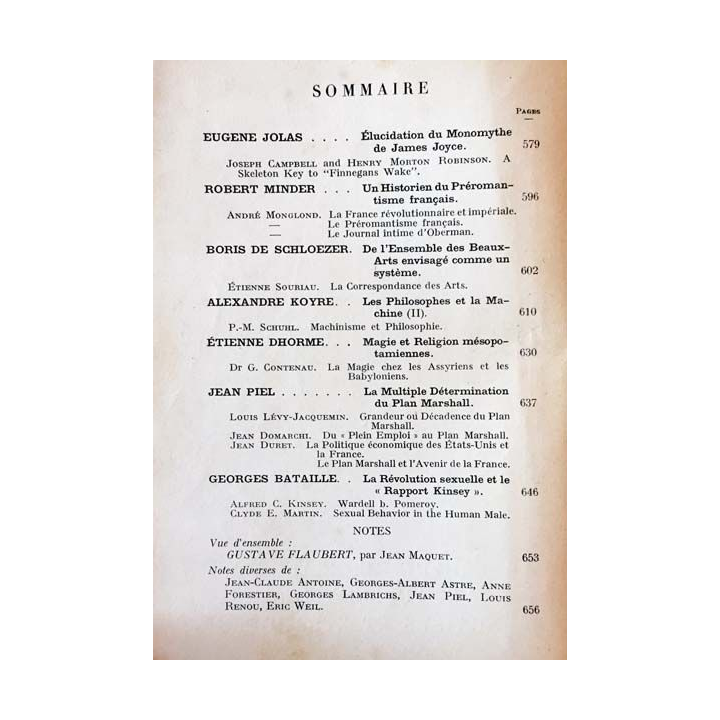 SOMMAIRE
PAGES
EUGENE JOLAS . . . . Élucidation du Monomythe
de James Joyce. 579
JOSEPH CAMPBELL and HENRY MORTON ROBINSON. A
Skeleton Key to "Finnegans Wake".
ROBERT MINDER . . . Un Historien du Préroman-
tisme français. 596
ANDRÉ MONGLOND. La France révolutionnaire et impériale.
— Le Préromantisme français.
— Le Journal intime d'Oberman.
BORIS DE SCHLOEZER. De l'Ensemble des Beaux-
Arts envisagé comme un
système. 602
ÉTIENNE SOURIAU. La Correspondance des Arts.
ALEXANDRE KOYRE. . Les Philosophes et la Ma-
chine (II). 610
P.-M. SCHUHL. Machinisme et Philosophie.
ÉTIENNE DHORME. . . Magie et Religion mésopo-
tamiennes. 630
Dr G. CONTENAU. La Magie chez les Assyriens et les
Babyloniens.
JEAN PIEL . . . . . . . La Multiple Détermination
du Plan Marshall. 637
LOUIS LÉVY-JACQUEMIN. Grandeur où Décadence du Plan
Marshall.
JEAN DOMARCHI. Du « Plein Emploi » au Plan Marshall.
JEAN DURET. La Politique économique des États-Unis et
la France.
Le Plan Marshall et l'Avenir de la France.
GEORGES BATAILLE. . La Révolution sexuelle et le
« Rapport Kinsey ». 646
ALFRED C. KINSEY. Wardell b. Pomeroy.
CLYDE E. MARTIN. Sexual Behavior in the Human Male.
NOTES
Vue d'ensemble :
GUSTAVE FLAUBERT, par JEAN MAQUET. 653
Notes diverses de :
JEAN-CLAUDE ANTOINE, GEORGES-ALBERT ASTRE, ANNE
FORESTIER, GEORGES LAMBRICHS, JEAN PIEL, LOUIS
RENOU, ERIC WEIL. 656